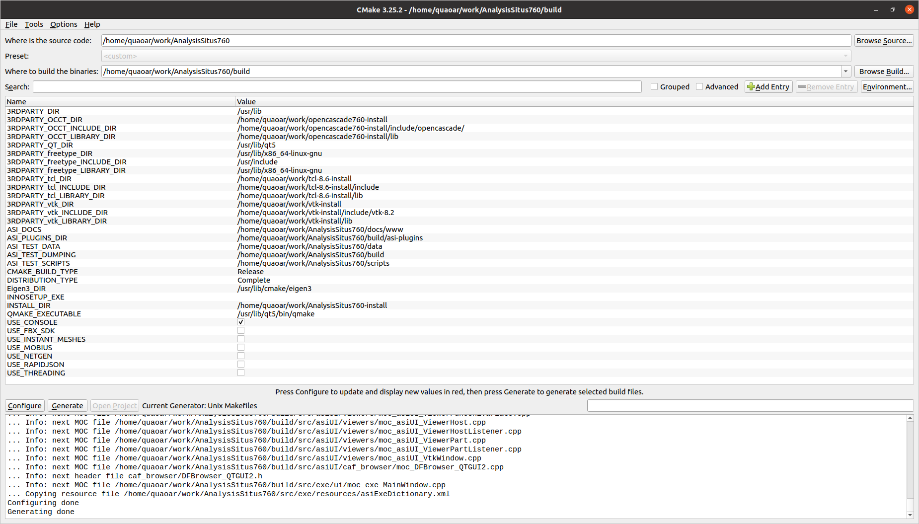 CMake 3.25.2 - /home/quaoar/work/AnalysisSitus760/build
File Tools Options Help
Where is the source code: /home/quaoar/work/AnalysisSitus760 Browse Source...
Preset: <custom>
Where to build the binaries: /home/quaoar/work/AnalysisSitus760/build Browse Build...
Search: Grouped Advanced Add Entry Remove Entry Environment...
Name Value
3RDPARTY_DIR /usr/lib
3RDPARTY_OCCT_DIR /home/quaoar/work/opencascade760-install
3RDPARTY_OCCT_INCLUDE_DIR /home/quaoar/work/opencascade760-install/include/opencascade/
3RDPARTY_OCCT_LIBRARY_DIR /home/quaoar/work/opencascade760-install/lib
3RDPARTY_QT_DIR /usr/lib/qt5
3RDPARTY_freetype_DIR /usr/lib/x86_64-linux-gnu
3RDPARTY_freetype_INCLUDE_DIR /usr/include
3RDPARTY_freetype_LIBRARY_DIR /usr/lib/x86_64-linux-gnu
3RDPARTY_tcl_DIR /home/quaoar/work/tcl-8.6-install
3RDPARTY_tcl_INCLUDE_DIR /home/quaoar/work/tcl-8.6-install/include
3RDPARTY_tcl_LIBRARY_DIR /home/quaoar/work/tcl-8.6-install/lib
3RDPARTY_vtk_DIR /home/quaoar/work/vtk-install
3RDPARTY_vtk_INCLUDE_DIR /home/quaoar/work/vtk-install/include/vtk-8.2
3RDPARTY_vtk_LIBRARY_DIR /home/quaoar/work/vtk-install/lib
ASI_DOCS /home/quaoar/work/AnalysisSitus760/docs/www
ASI_PLUGINS_DIR /home/quaoar/work/AnalysisSitus760/build/asi-plugins
ASI_TEST_DATA /home/quaoar/work/AnalysisSitus760/data
ASI_TEST_DUMPING /home/quaoar/work/AnalysisSitus760/build
ASI_TEST_SCRIPTS /home/quaoar/work/AnalysisSitus760/scripts
CMAKE_BUILD_TYPE Release
DISTRIBUTION_TYPE Complete
Eigen3_DIR /usr/lib/cmake/eigen3
INNOSETUP_EXE
INSTALL_DIR /home/quaoar/work/AnalysisSitus760-install
QMAKE_EXECUTABLE /usr/lib/qt5/bin/qmake
USE_CONSOLE
USE_FBX_SDK
USE_INSTANT_MESHES
USE_MOBIUS
USE_NETGEN
USE_RAPIDJSON
USE_THREADING
Press Configure to update and display new values in red, then press Generate to generate selected build files.
Configure Generate Open Project Current Generator: Unix Makefiles
... Info: next MOC file /home/quaoar/work/AnalysisSitus760/build/src/asiUI/viewers/moc_asiUI_ViewerHost.cpp
... Info: next MOC file /home/quaoar/work/AnalysisSitus760/build/src/asiUI/viewers/moc_asiUI_ViewerHostListener.cpp
... Info: next MOC file /home/quaoar/work/AnalysisSitus760/build/src/asiUI/viewers/moc_asiUI_ViewerPart.cpp
... Info: next MOC file /home/quaoar/work/AnalysisSitus760/build/src/asiUI/viewers/moc_asiUI_ViewerPartListener.cpp
... Info: next MOC file /home/quaoar/work/AnalysisSitus760/build/src/asiUI/viewers/moc_asiUI_VtkWindow.cpp
... Info: next MOC file /home/quaoar/work/AnalysisSitus760/build/src/asiUI/caf_browser/moc_DFBrowser_QTGUI2.cpp
... Info: next header file caf_browser/DFBrowser_QTGUI2.h
... Info: next MOC file /home/quaoar/work/AnalysisSitus760/build/src/exe/ui/moc_exe_MainWindow.cpp
... Copying resource file /home/quaoar/work/AnalysisSitus760/src/exe/resources/asiExeDictionary.xml
Configuring done
Generating done